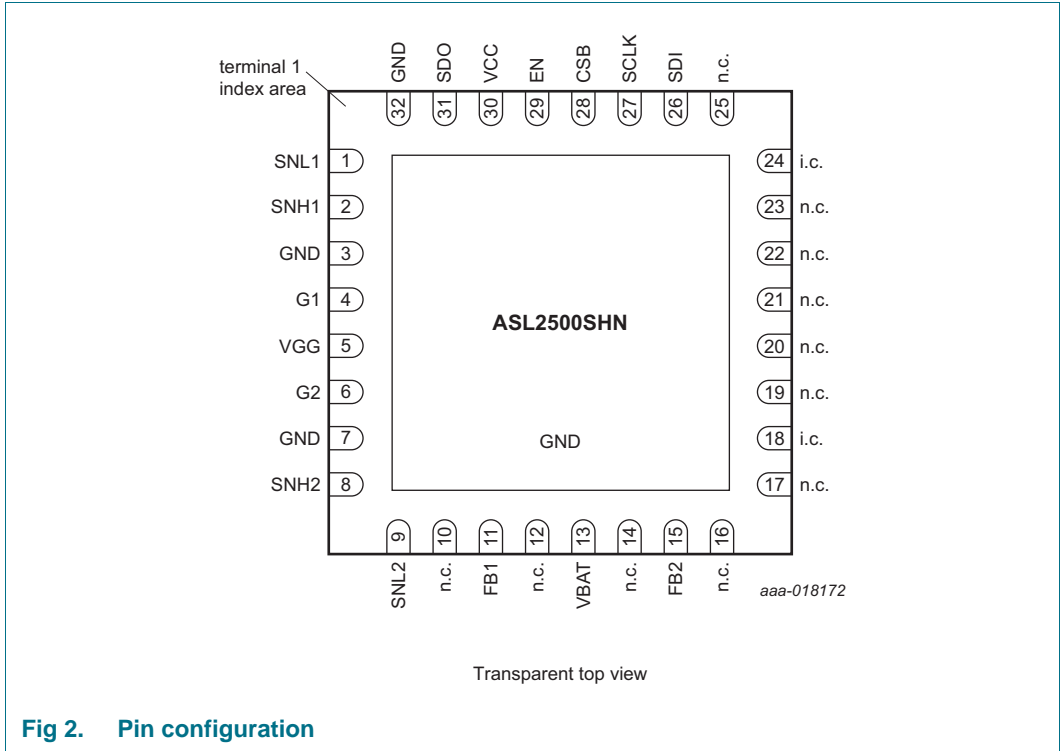 GND SDO VCC EN CSB SCLK SDI n.c.
terminal 1
index area
32 31 30 29 28 27 26 25
SNL1 1 24 i.c.
SNH1 2 23 n.c.
GND 3 22 n.c.
G1 4 21 n.c.
ASL2500SHN
VGG 5 20 n.c.
G2 6 19 n.c.
GND 7 GND 18 i.c.
SNH2 8 17 n.c.
9 10 11 12 13 14 15 16
SNL2 n.c. FB1 n.c. VBAT n.c. FB2 n.c.
aaa-018172
Transparent top view
Fig 2. Pin configuration